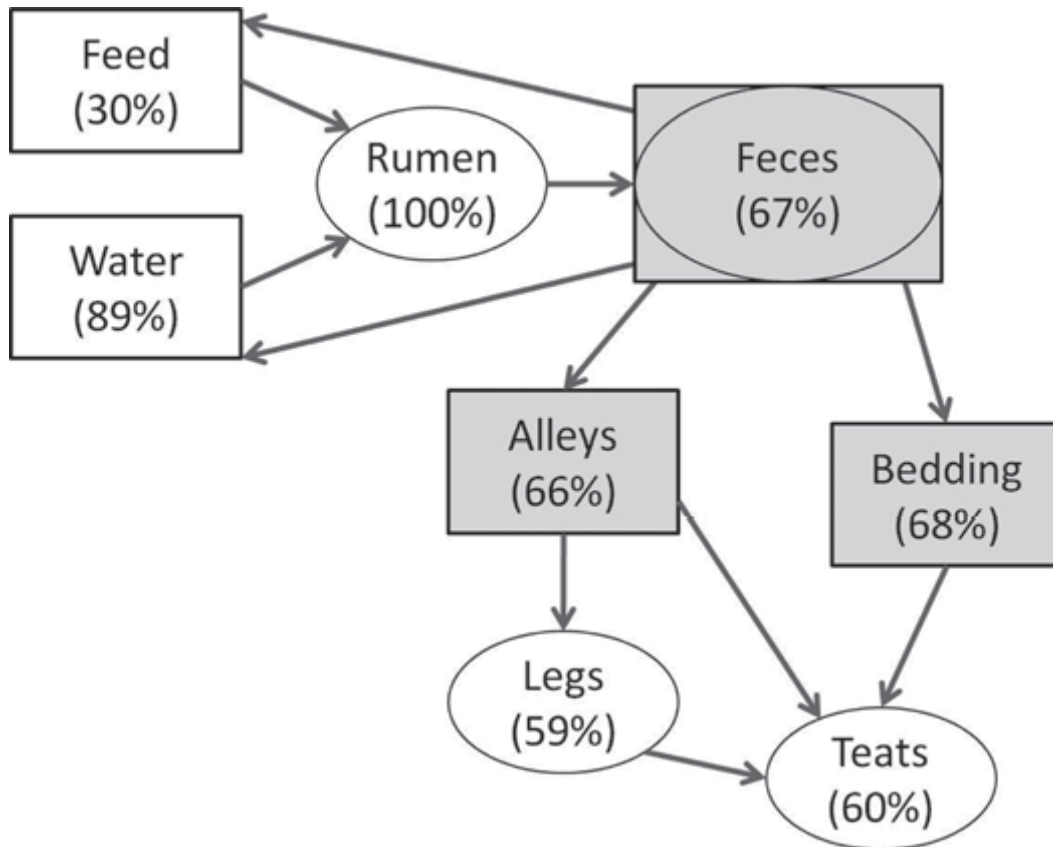 Feed
(30%)
Rumen
(100%)
Feces
(67%)
Water
(89%)
Alleys
(66%)
Bedding
(68%)
Legs
(59%)
Teats
(60%)